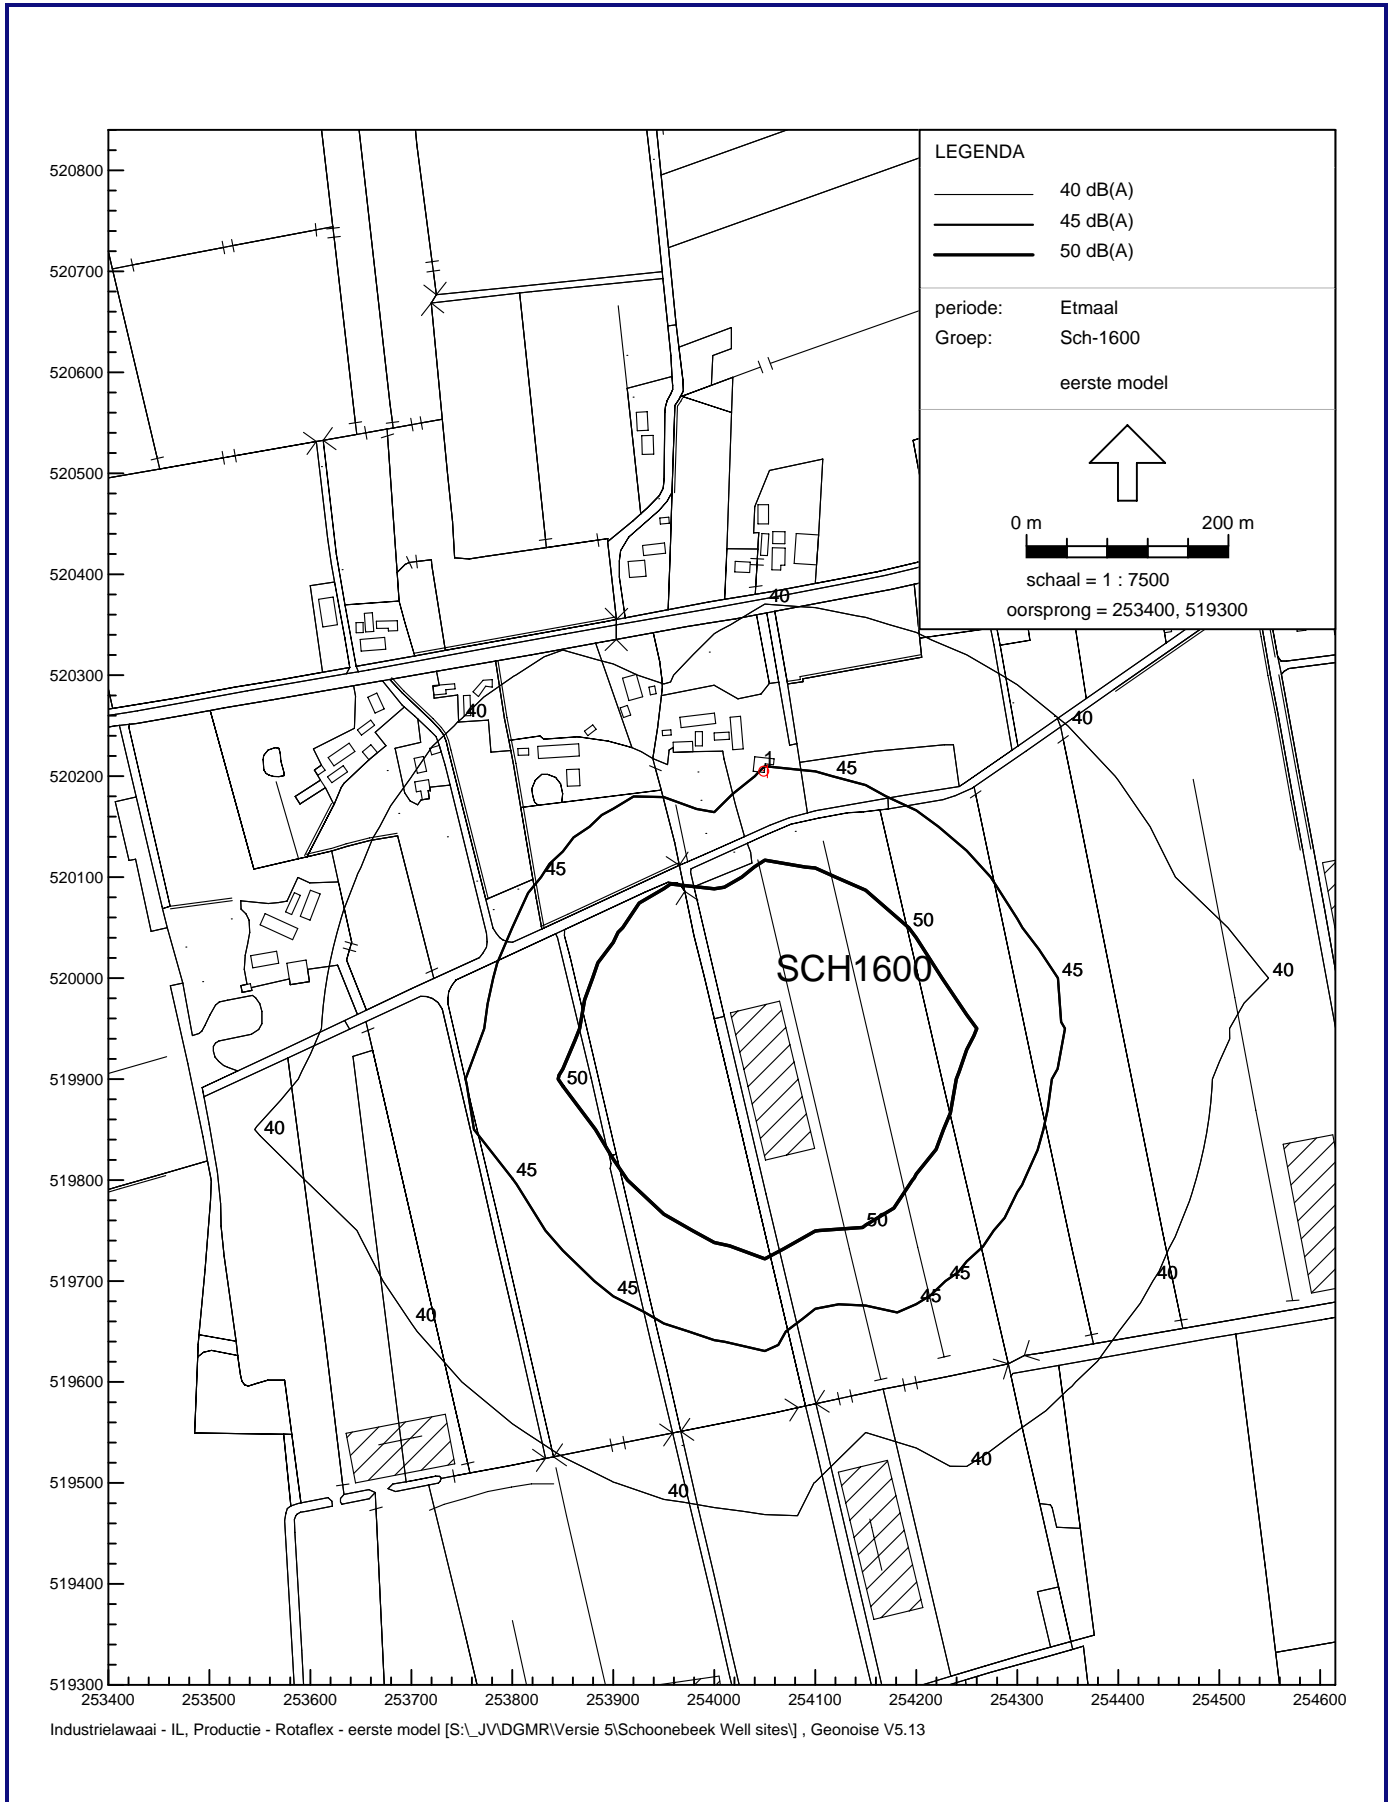 LEGENDA
40 dB(A)
45 dB(A)
50 dB(A)
periode: Etmaal
Groep: Sch-1600
eerste model
0 m 200 m
schaal = 1 : 7500
oorsprong = 253400, 519300
520800
520700
520600
520500
520400
520300
520200
520100
520000
519900
519800
519700
519600
519500
519400
519300
40
40
40
1
45
45
50
SCH1600
45
40
50
40
45
50
45
45
45
40
40
40
40
253400 253500 253600 253700 253800 253900 254000 254100 254200 254300 254400 254500 254600
Industrielawaai - IL, Productie - Rotaflex - eerste model [S:\_JV\DGMR\Versie 5\Schoonebeek Well sites\] , Geonoise V5.13